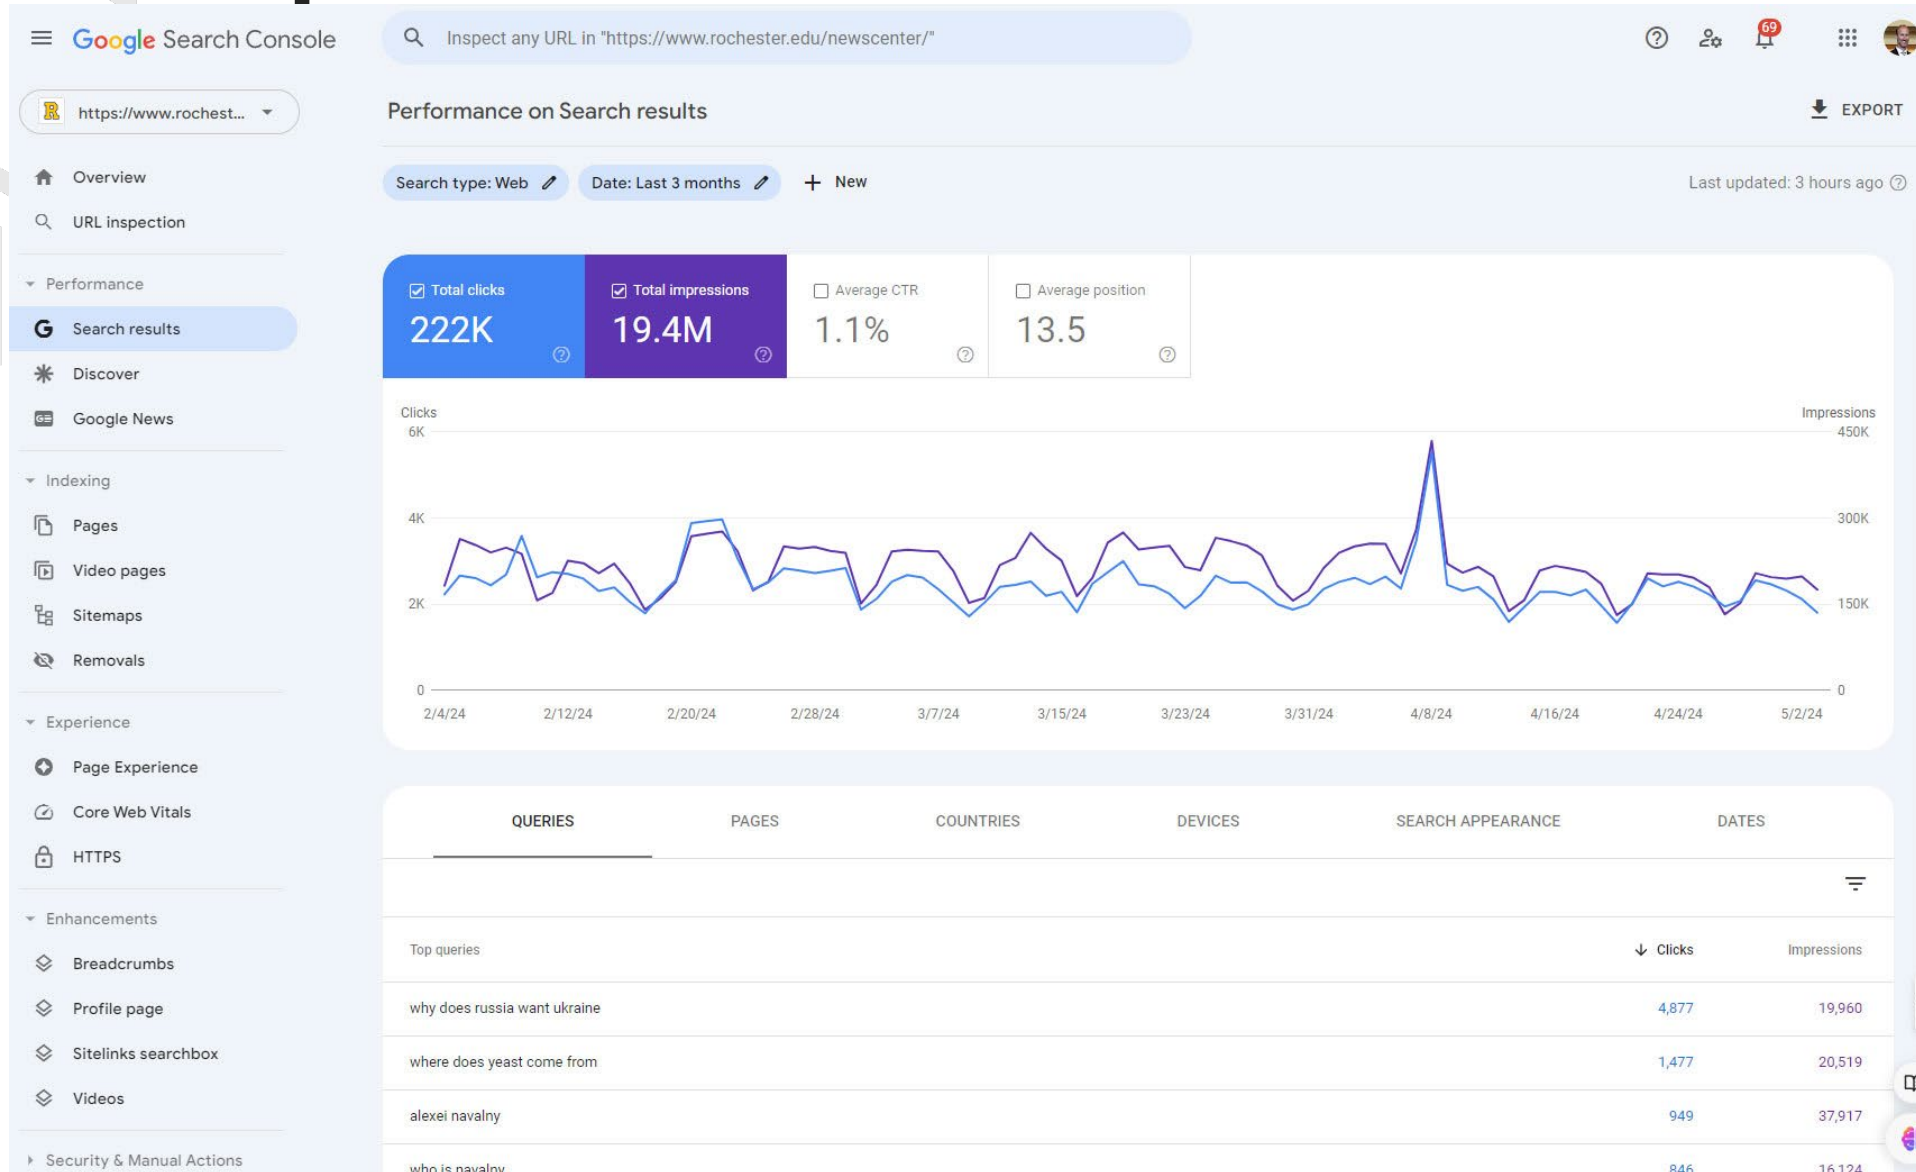 Google Search Console
Inspect any URL in "https://www.rochester.edu/newscenter/"
69
R https://www.rochest...
Performance on Search results
EXPORT
Overview
URL inspection
Search type: Web
Date: Last 3 months
+ New
Last updated: 3 hours ago
Performance
Search results
Discover
Google News
Total clicks
222K
Total impressions
19.4M
Average CTR
1.1%
Average position
13.5
Indexing
Pages
Video pages
Sitemaps
Removals
Clicks
Impressions
6K
450K
4K
300K
2K
150K
0
0
2/4/24 2/12/24 2/20/24 2/28/24 3/7/24 3/15/24 3/23/24 3/31/24 4/8/24 4/16/24 4/24/24 5/2/24
Experience
Page Experience
Core Web Vitals
HTTPS
QUERIES PAGES COUNTRIES DEVICES SEARCH APPEARANCE DATES
Enhancements
Breadcrumbs
Profile page
Sitelinks searchbox
Videos
Security & Manual Actions
Top queries Clicks Impressions
why does russia want ukraine 4,877 19,960
where does yeast come from 1,477 20,519
alexei navalny 949 37,917
who is navalny 846 16,124